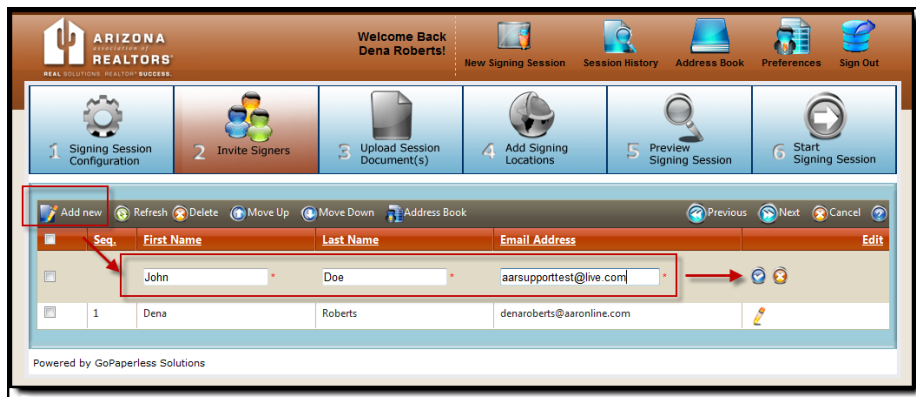 ARIZONA
association of
REALTORS®
REAL SOLUTIONS. REALTOR® SUCCESS.
Welcome Back
Dena Roberts!
New Signing Session
Session History
Address Book
Preferences
Sign Out
1 Signing Session
Configuration
2 Invite Signers
3 Upload Session
Document(s)
4 Add Signing
Locations
5 Preview
Signing Session
6 Start
Signing Session
Add new Refresh Delete Move Up Move Down Address Book Previous Next Cancel ?
Seq. First Name Last Name Email Address Edit
John * Doe * aarsupporttest@live.com *
1 Dena Roberts denaroberts@aaronline.com
Powered by GoPaperless Solutions